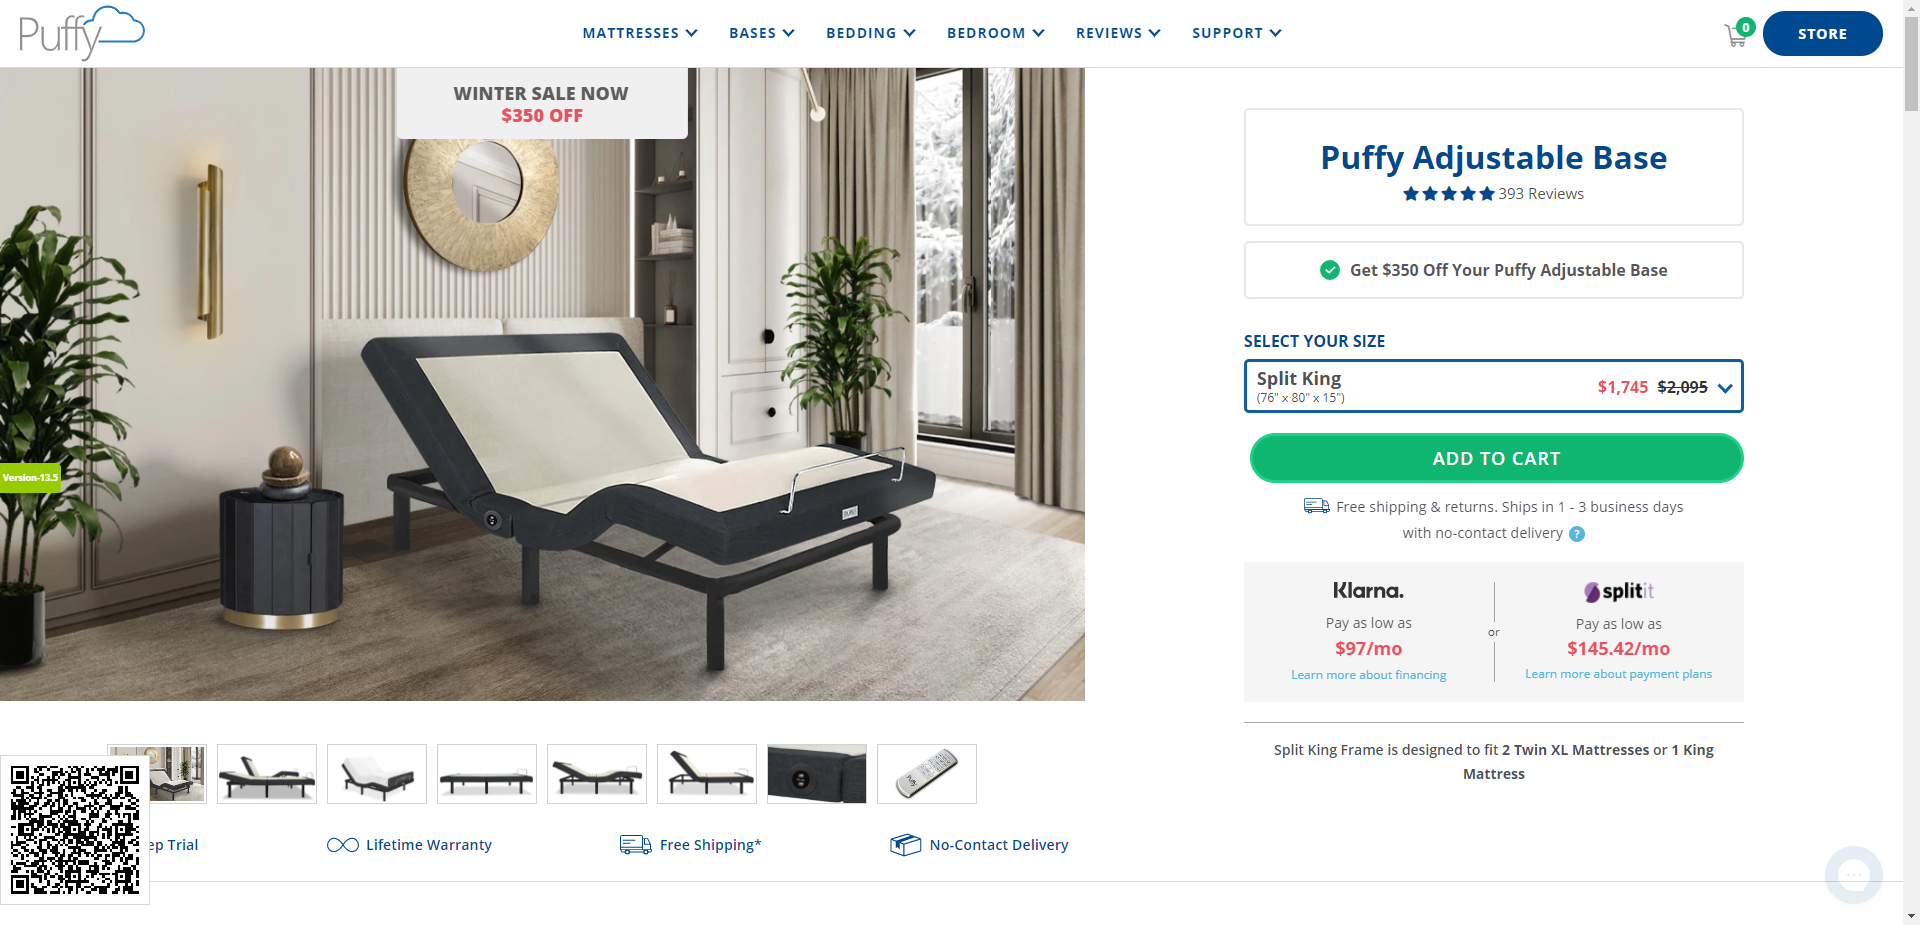 Puffy
MATTRESSES
BASES
BEDDING
BEDROOM
REVIEWS
SUPPORT
0
STORE
WINTER SALE NOW
$350 OFF
Version-13.5
Puffy Adjustable Base
393 Reviews
Get $350 Off Your Puffy Adjustable Base
SELECT YOUR SIZE
Split King
(76" x 80" x 15")
$1,745 $2,095
ADD TO CART
Free shipping & returns. Ships in 1 - 3 business days
with no-contact delivery ?
Klarna.
Pay as low as
$97/mo
Learn more about financing
or
splitit
Pay as low as
$145.42/mo
Learn more about payment plans
Split King Frame is designed to fit 2 Twin XL Mattresses or 1 King
Mattress
ep Trial
Lifetime Warranty
Free Shipping*
No-Contact Delivery